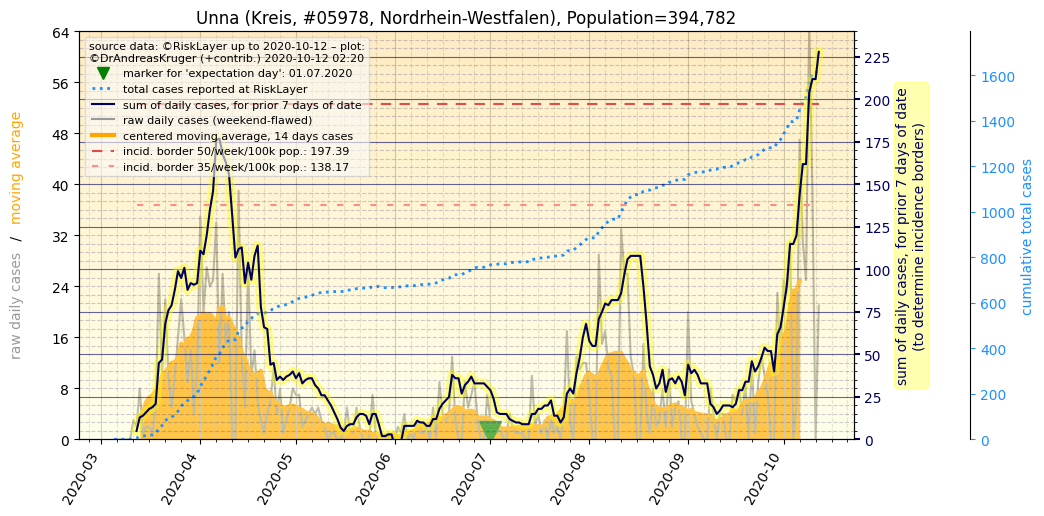 Unna (Kreis, #05978, Nordrhein-Westfalen), Population=394,782
source data: ©RiskLayer up to 2020-10-12 – plot:
©DrAndreasKruger (+contrib.) 2020-10-12 02:20
marker for 'expectation day': 01.07.2020
total cases reported at RiskLayer
sum of daily cases, for prior 7 days of date
raw daily cases (weekend-flawed)
centered moving average, 14 days cases
incid. border 50/week/100k pop.: 197.39
incid. border 35/week/100k pop.: 138.17
raw daily cases / moving average
64
56
48
40
32
24
16
8
0
225
200
175
150
125
100
75
50
25
0
sum of daily cases, for prior 7 days of date
(to determine incidence borders)
1600
1400
1200
1000
800
600
400
200
0
cumulative total cases
2020-03
2020-04
2020-05
2020-06
2020-07
2020-08
2020-09
2020-10